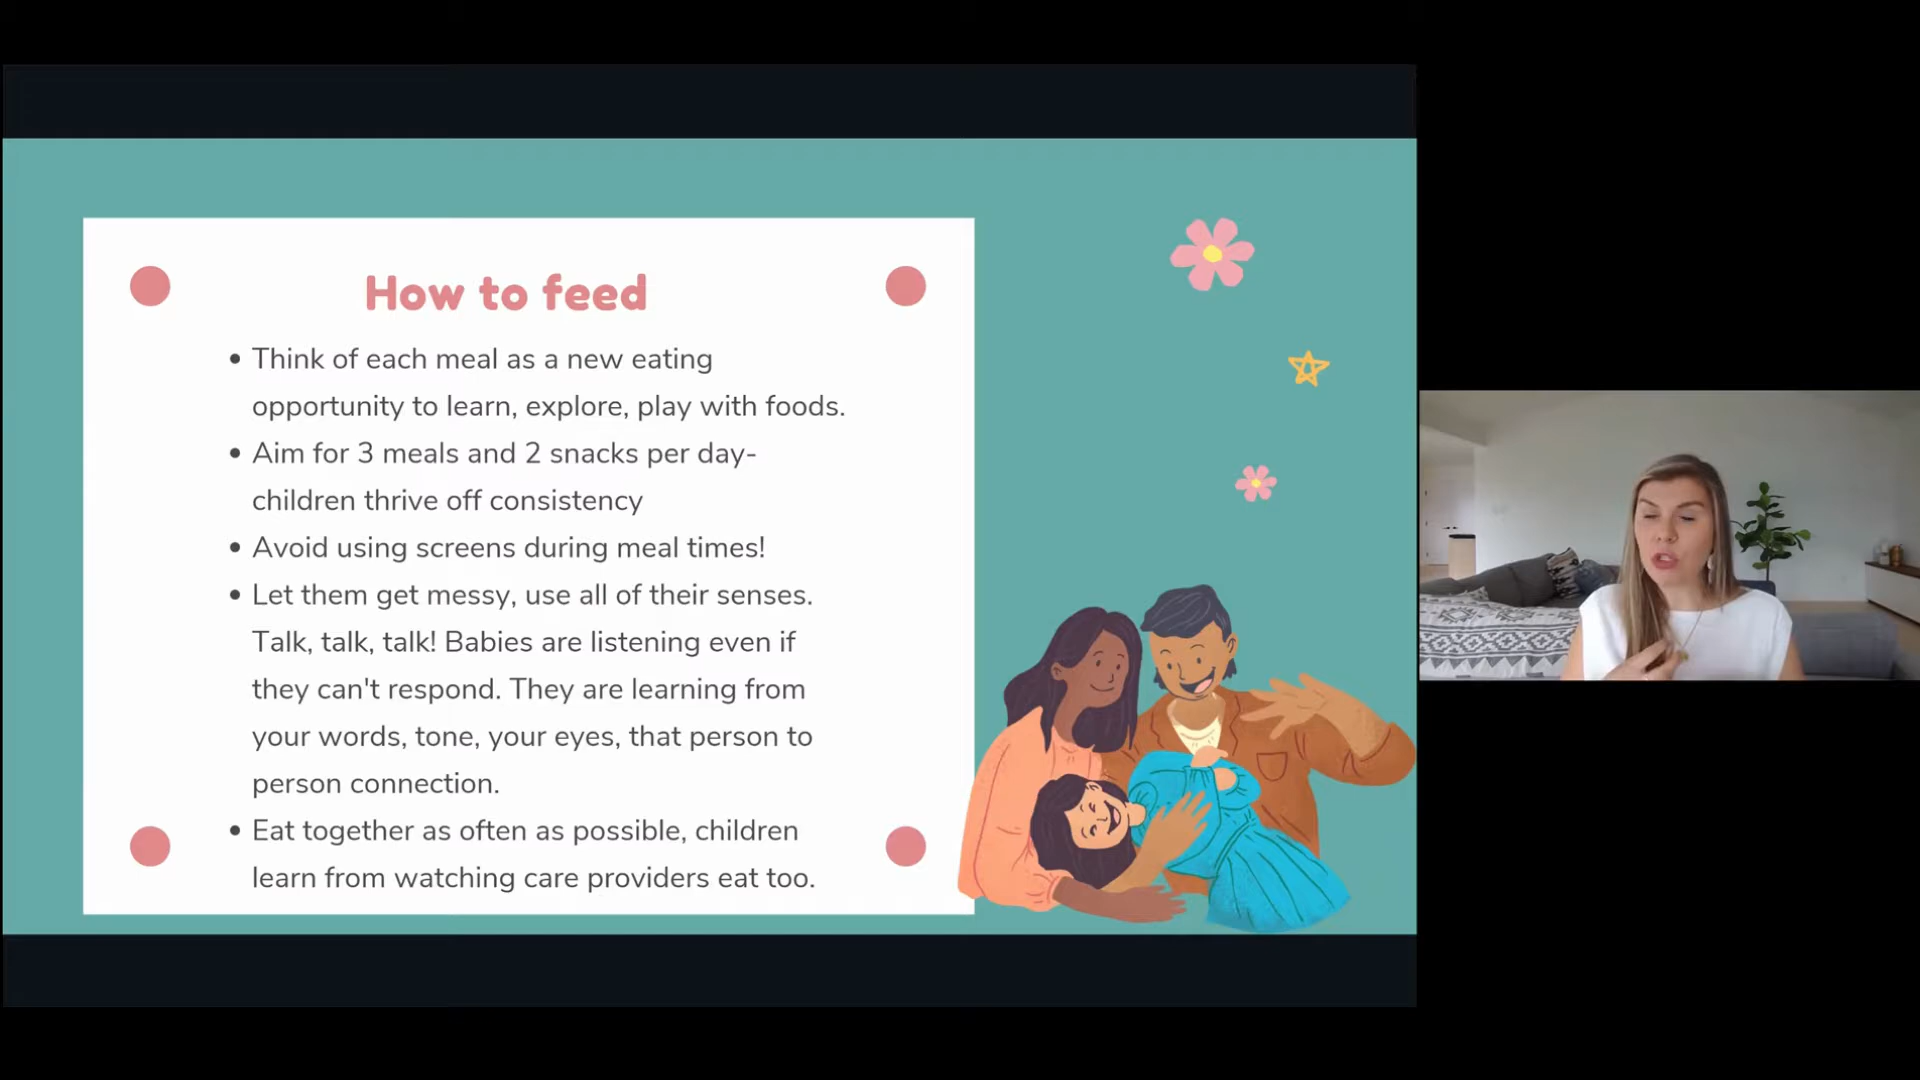 How to feed
• Think of each meal as a new eating
opportunity to learn, explore, play with foods.
• Aim for 3 meals and 2 snacks per day-
children thrive off consistency
• Avoid using screens during meal times!
• Let them get messy, use all of their senses.
Talk, talk, talk! Babies are listening even if
they can't respond. They are learning from
your words, tone, your eyes, that person to
person connection.
• Eat together as often as possible, children
learn from watching care providers eat too.